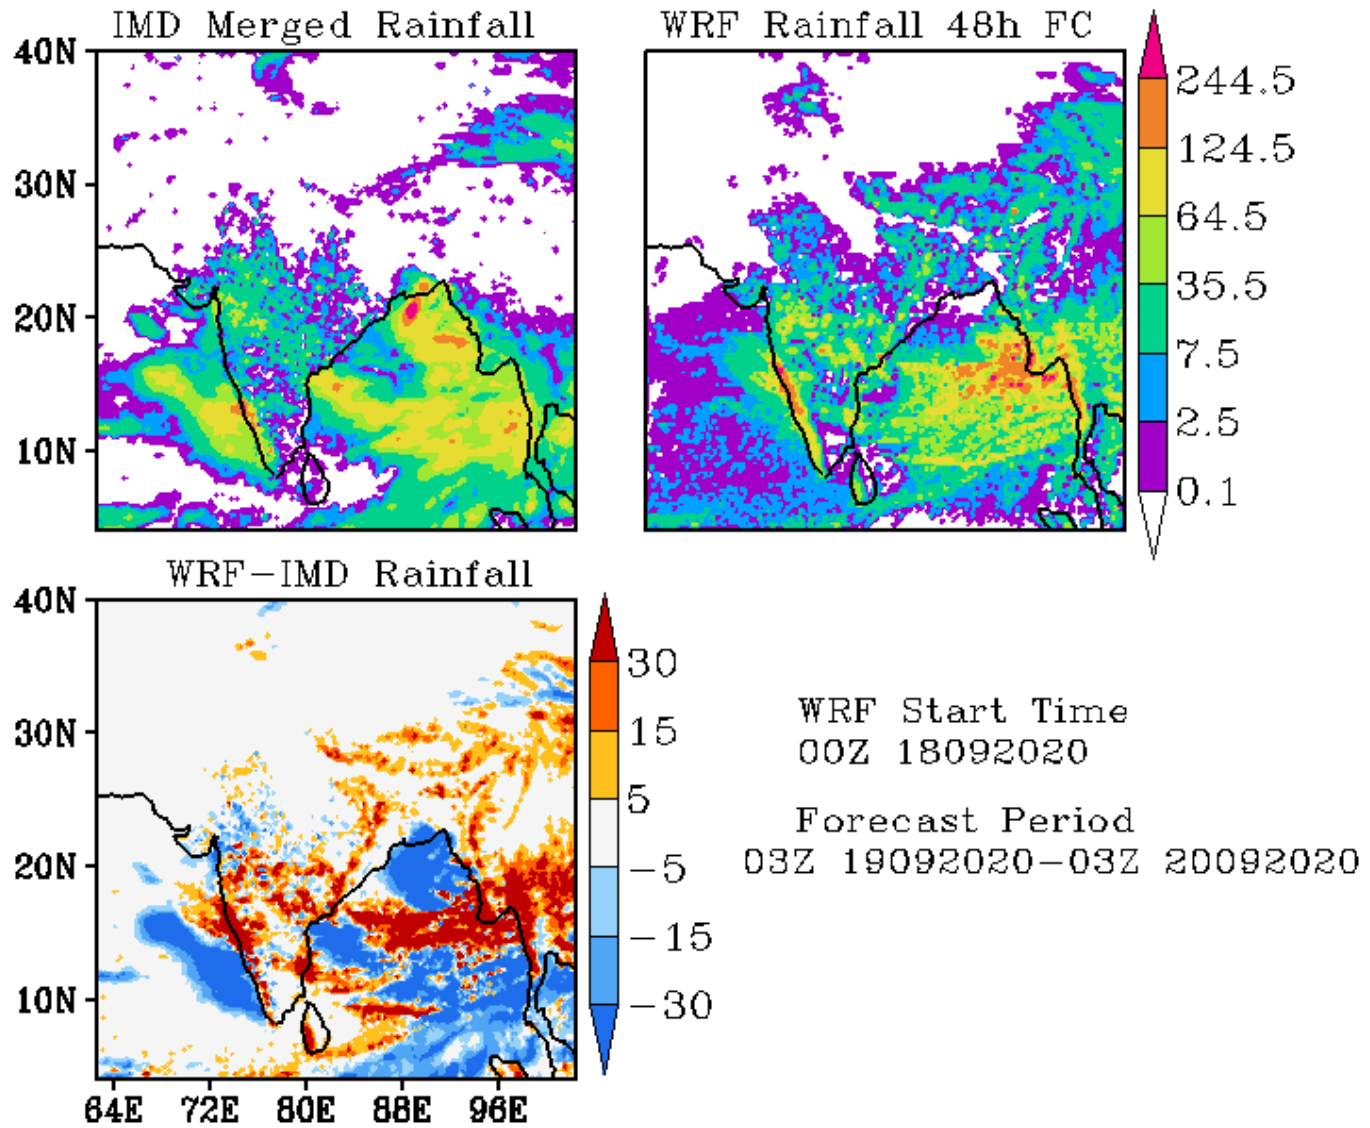 IMD Merged Rainfall
WRF Rainfall 48h FC
40N
30N
20N
10N
244.5
124.5
64.5
35.5
7.5
2.5
0.1
WRF-IMD Rainfall
40N
30N
20N
10N
64E 72E 80E 88E 96E
30
15
5
-5
-15
-30
WRF Start Time
00Z 18092020
Forecast Period
03Z 19092020-03Z 20092020